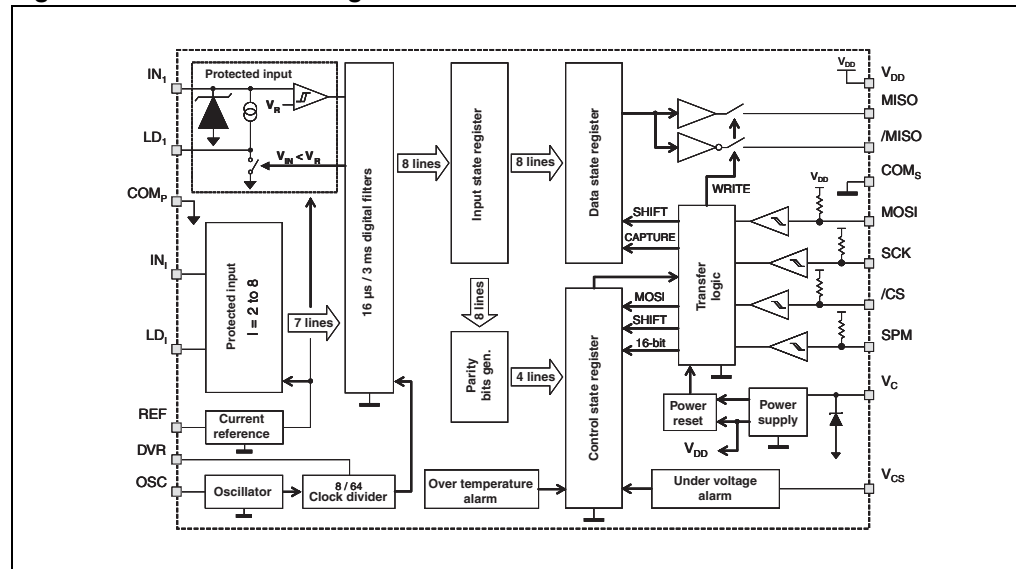 IN1
LD1
COMP
INI
LDI
REF
DVR
OSC
Protected input
VR
VIN < VR
Protected input
I = 2 to 8
7 lines
Current
reference
Oscillator
8 / 64
Clock divider
16 µs / 3 ms digital filters
8 lines
Input state register
8 lines
Data state register
8 lines
Parity
bits gen.
4 lines
Control state register
Over temperature
alarm
Under voltage
alarm
WRITE
SHIFT
CAPTURE
MOSI
SHIFT
16-bit
Transfer
logic
Power
reset
Power
supply
VDD
VDD
VDD
VDD
MISO
/MISO
COMS
MOSI
SCK
/CS
SPM
VC
VCS